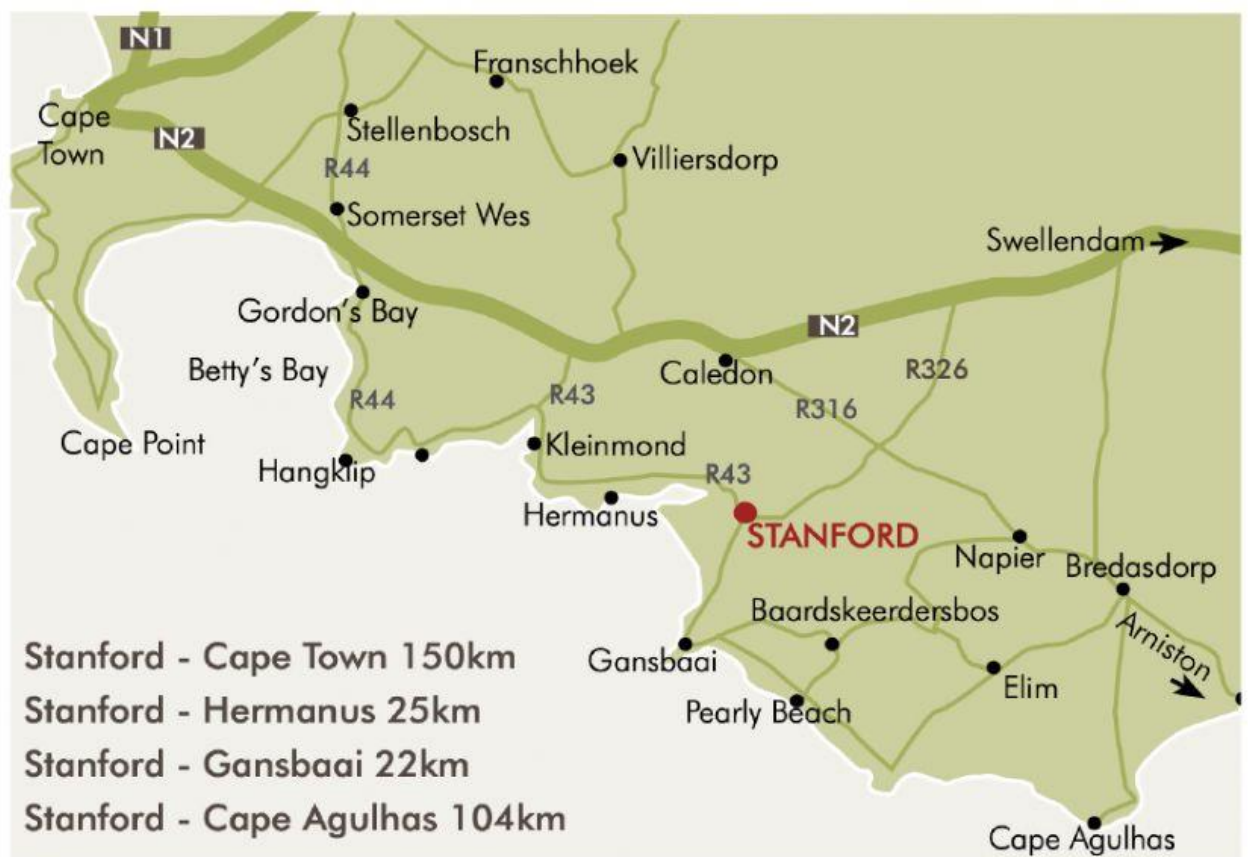 N1
Franschhoek
Cape
Town
N2
Stellenbosch
Villiersdorp
R44
Somerset Wes
Swellendam
Gordon's Bay
N2
Betty's Bay
Caledon
R326
R44
R43
R316
Cape Point
Kleinmond
Hangklip
R43
Hermanus
STANFORD
Napier
Bredasdorp
Baardskeerdersbos
Arniston
Gansbaai
Elim
Pearly Beach
Stanford - Cape Town 150km
Stanford - Hermanus 25km
Stanford - Gansbaai 22km
Stanford - Cape Agulhas 104km
Cape Agulhas